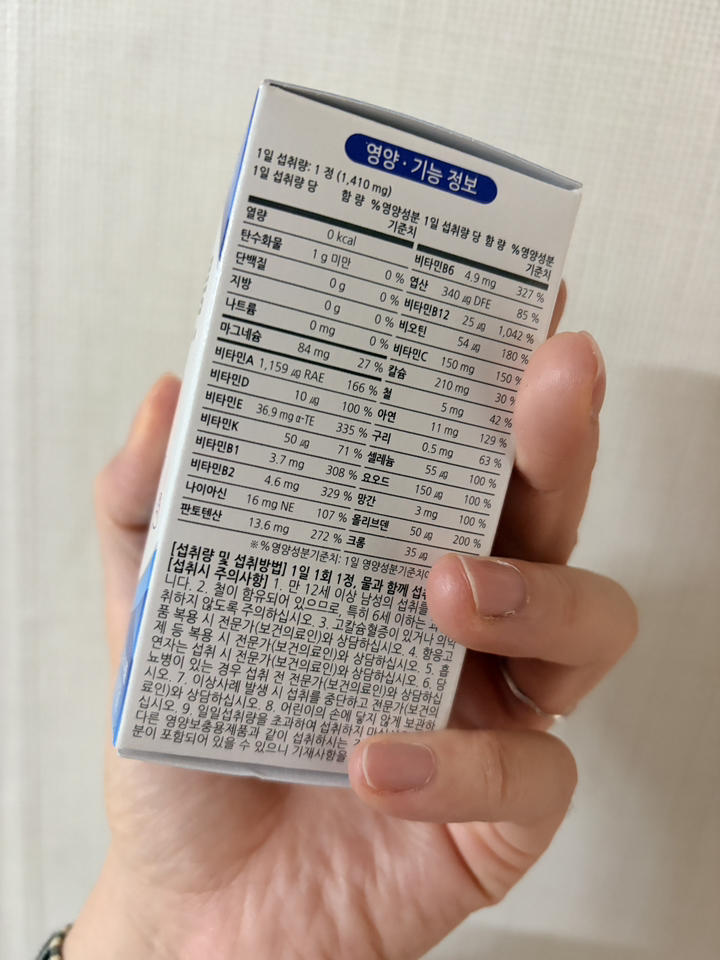 영양 · 기능 정보
1일 섭취량: 1 정 (1,410 mg)
1일 섭취량 당 함 량 %영양성분 기준치
열량 0 kcal
탄수화물 1 g 미만 0 %
단백질 0 g 0 %
지방 0 g 0 %
나트륨 0 mg 0 %
마그네슘 84 mg 27 %
비타민A 1,159 ㎍ RAE 166 %
비타민D 10 ㎍ 100 %
비타민E 36.9 mg α-TE 335 %
비타민K 50 ㎍ 71 %
비타민B1 3.7 mg 308 %
비타민B2 4.6 mg 329 %
나이아신 16 mg NE 107 %
판토텐산 13.6 mg 272 %
1일 섭취량 당 함 량 %영양성분 기준치
비타민B6 4.9 mg 327 %
엽산 340 ㎍ DFE 85 %
비타민B12 25 ㎍ 1,042 %
비오틴 54 ㎍ 180 %
비타민C 150 mg 150 %
칼슘 210 mg 30 %
철 5 mg 42 %
아연 11 mg 129 %
구리 0.5 mg 63 %
셀레늄 55 ㎍ 100 %
요오드 150 ㎍ 100 %
망간 3 mg 100 %
몰리브덴 50 ㎍ 200 %
크롬 35 ㎍
※%영양성분기준치: 1일 영양성분기준치
[섭취량 및 섭취방법] 1일 1회 1정, 물과 함께
[섭취시 주의사항] 1. 만 12세 이상 남성의 섭취를
니다. 2. 철이 함유되어 있으므로, 특히 6세 이하는
취하지 않도록 주의하십시오. 3. 고칼슘혈증이 있거나 의약
품 복용 시 전문가(보건의료인)와 상담하십시오. 4. 항응고
제 등 복용 시 전문가(보건의료인)와 상담하십시오. 5. 흡
연자는 섭취 시 전문가(보건의료인)와 상담하십시오. 6. 당
뇨병이 있는 경우 섭취 전 전문가(보건의료인)와 상담하십
시오. 7. 이상사례 발생 시 섭취를 중단하고 전문가(보건의
료인)와 상담하십시오. 8. 어린이의 손에 닿지 않게 보관하
십시오. 9. 일일섭취량을 초과하여 섭취하지
다른 영양보충용제품과 같이 섭취하시는
분이 포함되어 있을 수 있으니 기재사항을